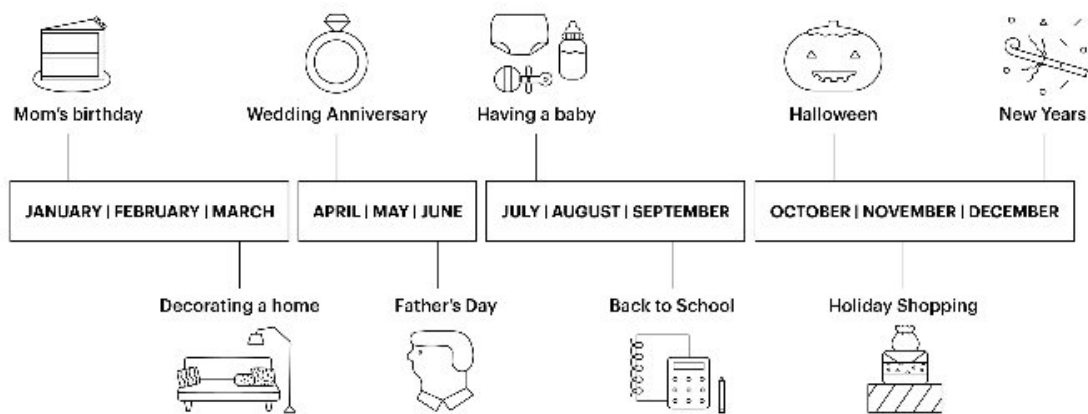 Mom's birthday
Wedding Anniversary
Having a baby
Halloween
New Years
JANUARY | FEBRUARY | MARCH
APRIL | MAY | JUNE
JULY | AUGUST | SEPTEMBER
OCTOBER | NOVEMBER | DECEMBER
Decorating a home
Father's Day
Back to School
Holiday Shopping